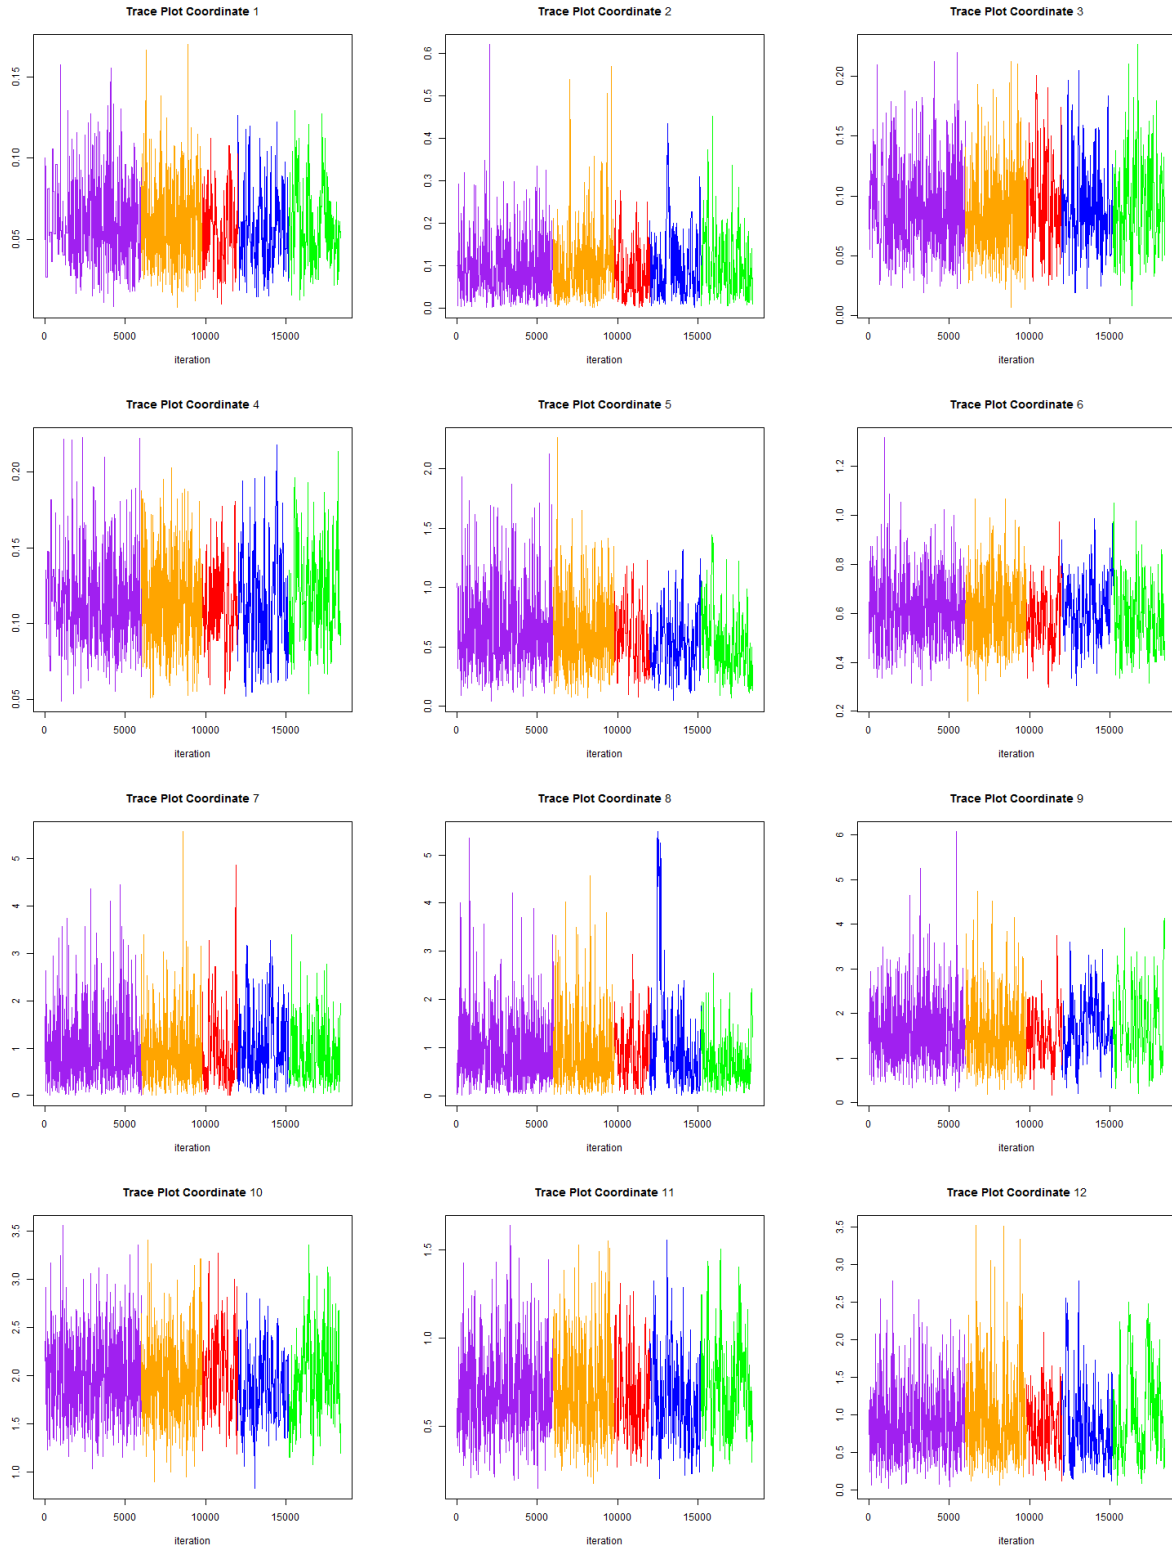 Trace Plot Coordinate 1
0.15
0.10
0.05
0 5000 10000 15000
iteration
Trace Plot Coordinate 2
0.6
0.5
0.4
0.3
0.2
0.1
0.0
0 5000 10000 15000
iteration
Trace Plot Coordinate 3
0.20
0.15
0.10
0.05
0.00
0 5000 10000 15000
iteration
Trace Plot Coordinate 4
0.20
0.15
0.10
0.05
0 5000 10000 15000
iteration
Trace Plot Coordinate 5
2.0
1.5
1.0
0.5
0.0
0 5000 10000 15000
iteration
Trace Plot Coordinate 6
1.2
1.0
0.8
0.6
0.4
0.2
0 5000 10000 15000
iteration
Trace Plot Coordinate 7
5
4
3
2
1
0
0 5000 10000 15000
iteration
Trace Plot Coordinate 8
5
4
3
2
1
0
0 5000 10000 15000
iteration
Trace Plot Coordinate 9
6
5
4
3
2
1
0
0 5000 10000 15000
iteration
Trace Plot Coordinate 10
3.5
3.0
2.5
2.0
1.5
1.0
0 5000 10000 15000
iteration
Trace Plot Coordinate 11
1.5
1.0
0.5
0 5000 10000 15000
iteration
Trace Plot Coordinate 12
3.5
3.0
2.5
2.0
1.5
1.0
0.5
0.0
0 5000 10000 15000
iteration